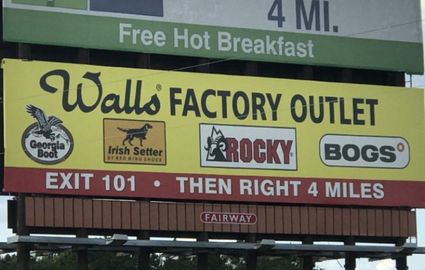 4 MI.
Free Hot Breakfast
Walls® FACTORY OUTLET
Georgia Boot
Irish Setter
BY RED WING SHOES
ROCKY
BOGS
EXIT 101 • THEN RIGHT 4 MILES
FAIRWAY